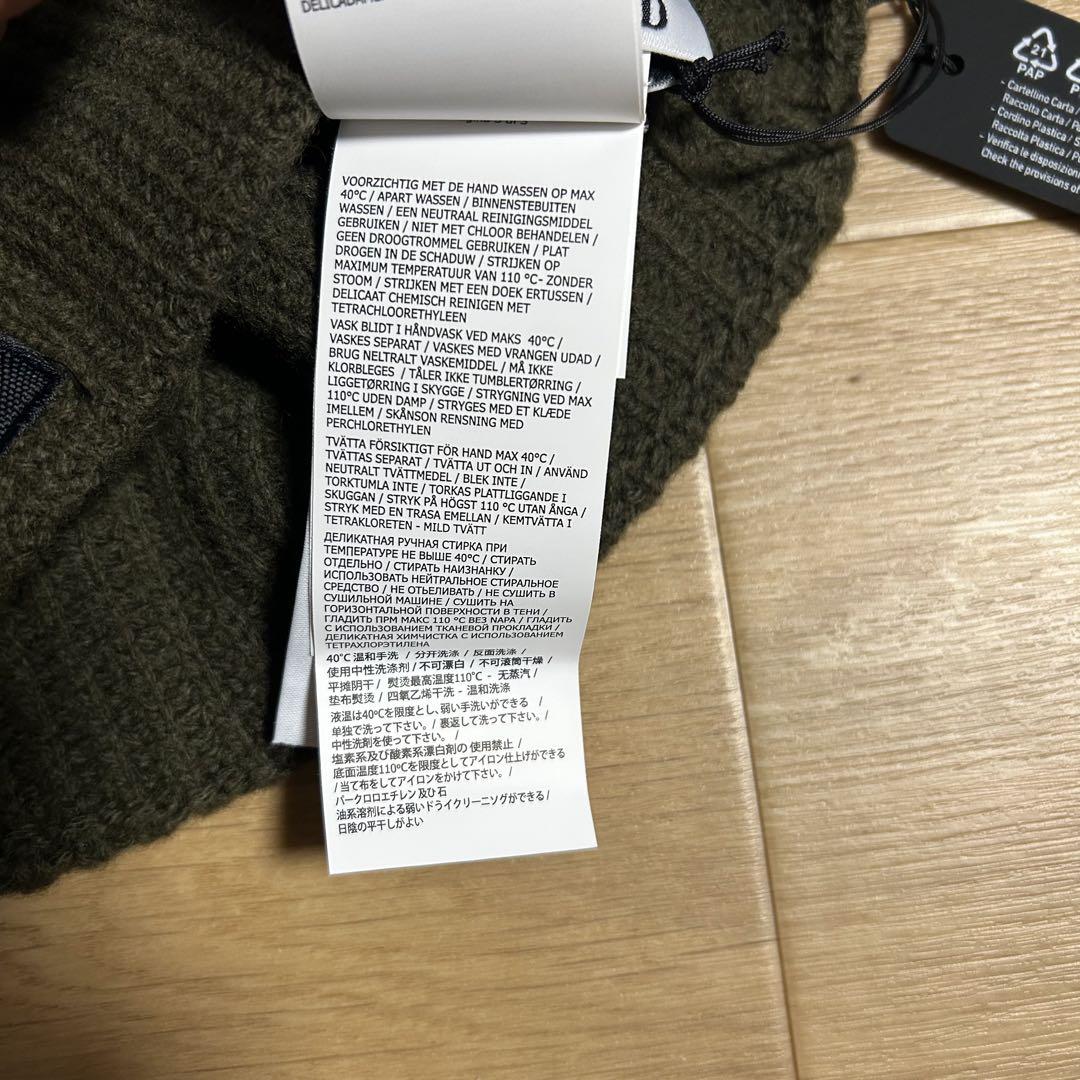 D
21
PAP
- Cartellino Carta /
Raccolta Carta /
- Cordino Plastica /
Raccolta Plastica /
- Verifica le disposizioni
Check the provisions of
VOORZICHTIG MET DE HAND WASSEN OP MAX
40°C / APART WASSEN / BINNENSTEBUITEN
WASSEN / EEN NEUTRAAL REINIGINGSMIDDEL
GEBRUIKEN / NIET MET CHLOOR BEHANDELEN /
GEEN DROOGTROMMEL GEBRUIKEN / PLAT
DROGEN IN DE SCHADUW / STRIJKEN OP
MAXIMUM TEMPERATUUR VAN 110 °C- ZONDER
STOOM / STRIJKEN MET EEN DOEK ERTUSSEN /
DELICAAT CHEMISCH REINIGEN MET
TETRACHLOORETHYLEEN
VASK BLIDT I HÅNDVASK VED MAKS 40°C /
VASKES SEPARAT / VASKES MED VRANGEN UDAD /
BRUG NELTRALT VASKEMIDDEL / MÅ IKKE
KLORBLEGES / TÅLER IKKE TUMBLERTØRRING /
LIGGETØRRING I SKYGGE / STRYGNING VED MAX
110°C UDEN DAMP / STRYGES MED ET KLÆDE
IMELLEM / SKÅNSON RENSNING MED
PERCHLORETHYLEN
TVÄTTA FÖRSIKTIGT FÖR HAND MAX 40°C /
TVÄTTAS SEPARAT / TVÄTTA UT OCH IN / ANVÄND
NEUTRALT TVÄTTMEDEL / BLEK INTE /
TORKTUMLA INTE / TORKAS PLATTLIGGANDE I
SKUGGAN / STRYK PÅ HÖGST 110 °C UTAN ÅNGA /
STRYK MED EN TRASA EMELLAN / KEMTVÄTTA I
TETRAKLORETEN - MILD TVÄTT
ДЕЛИКАТНАЯ РУЧНАЯ СТИРКА ПРИ
ТЕМПЕРАТУРЕ НЕ ВЫШЕ 40°C / СТИРАТЬ
ОТДЕЛЬНО / СТИРАТЬ НАИЗНАНКУ /
ИСПОЛЬЗОВАТЬ НЕЙТРАЛЬНОЕ СТИРАЛЬНОЕ
СРЕДСТВО / НЕ ОТБЕЛИВАТЬ / НЕ СУШИТЬ В
СУШИЛЬНОЙ МАШИНЕ / СУШИТЬ НА
ГОРИЗОНТАЛЬНОЙ ПОВЕРХНОСТИ В ТЕНИ /
ГЛАДИТЬ ПРМ МАКС 110 °C ВЕЗ NAPA / ГЛАДИТЬ
С ИСПОЛЬЗОВАНИЕМ ТКАНЕВОЙ ПРОКЛАДКИ /
ДЕЛИКАТНАЯ ХИМЧИСТКА С ИСПОЛЬЗОВАНИЕМ
ТЕТРАХЛОРЭТИЛЕНА
40°C 温和手洗 / 分开洗涤 / 反面洗涤 /
使用中性洗涤剂 / 不可漂白 / 不可滚筒干燥 /
平摊阴干 / 熨烫最高温度110°C - 无蒸汽 /
垫布熨烫 / 四氧乙烯干洗 - 温和洗涤
液温は40ºCを限度とし、弱い手洗いができる /
单独で洗って下さい。/ 裏返して洗って下さい。/
中性洗剤を使って下さい。 /
塩素系及び酸素系漂白剤の 使用禁止 /
底面温度110ºCを限度としてアイロン仕上げができる
/ 当て布をしてアイロンをかけて下さい。 /
パークロロエチレン 及ひ石
油系溶剤による弱いドライクリーニソグができる /
日陰の平干しがよい